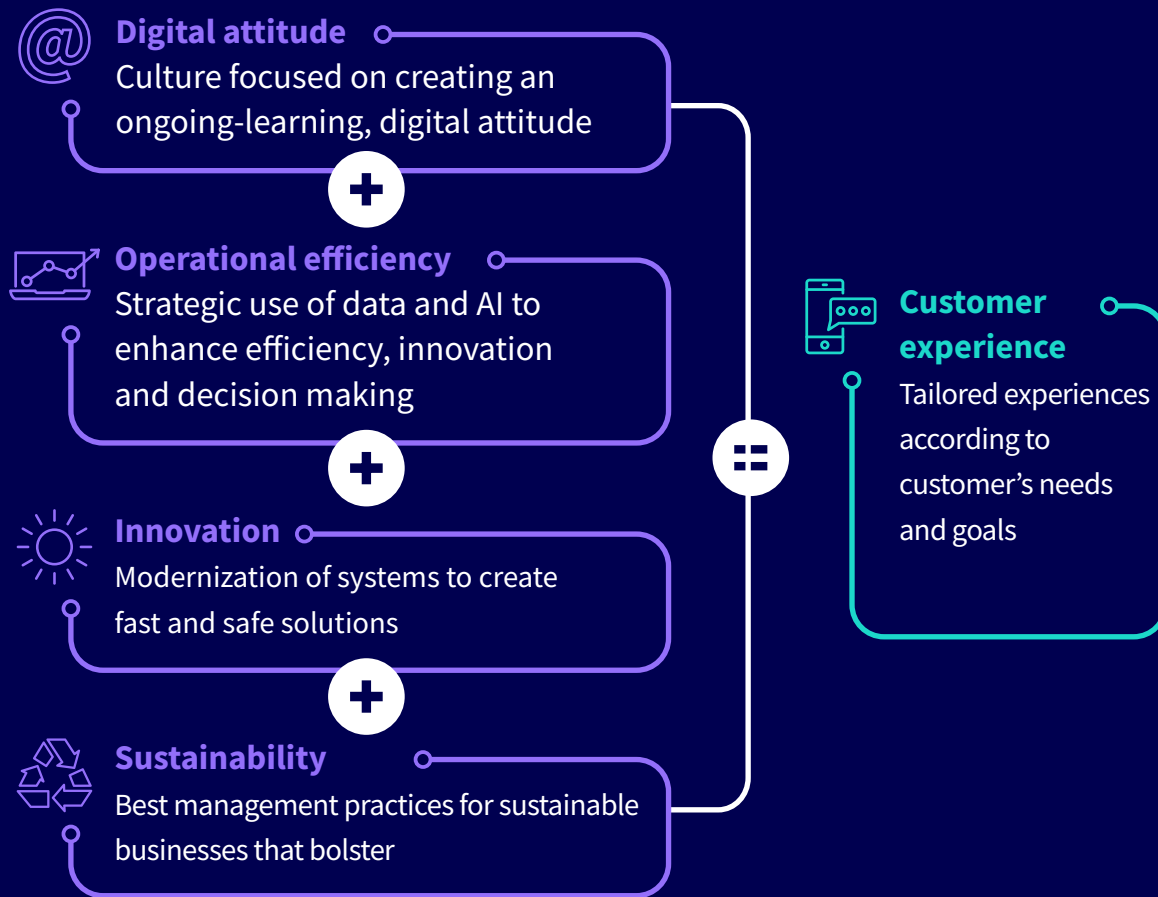 Digital attitude
Culture focused on creating an
ongoing-learning, digital attitude
Operational efficiency
Strategic use of data and AI to
enhance efficiency, innovation
and decision making
Innovation
Modernization of systems to create
fast and safe solutions
Sustainability
Best management practices for sustainable
businesses that bolster
Customer
experience
Tailored experiences
according to
customer’s needs
and goals